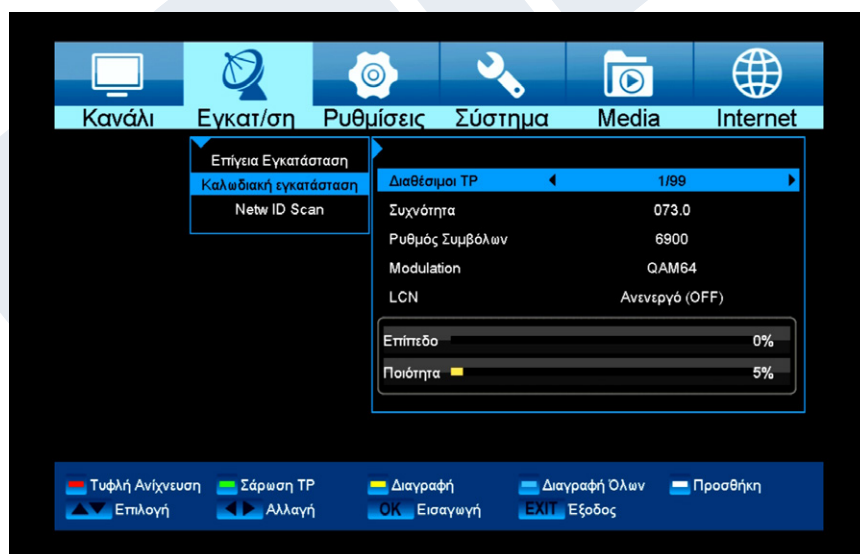 Κανάλι Εγκατ/ση Ρυθμίσεις Σύστημα Media Internet
Επίγεια Εγκατάσταση
Καλωδιακή εγκατάσταση
Netw ID Scan
Διαθέσιμοι TP 1/99
Συχνότητα 073.0
Ρυθμός Συμβόλων 6900
Modulation QAM64
LCN Ανενεργό (OFF)
Επίπεδο 0%
Ποιότητα 5%
Τυφλή Ανίχνευση Σάρωση TP Διαγραφή Διαγραφή Όλων Προσθήκη
Επιλογή Αλλαγή OK Εισαγωγή EXIT Έξοδος